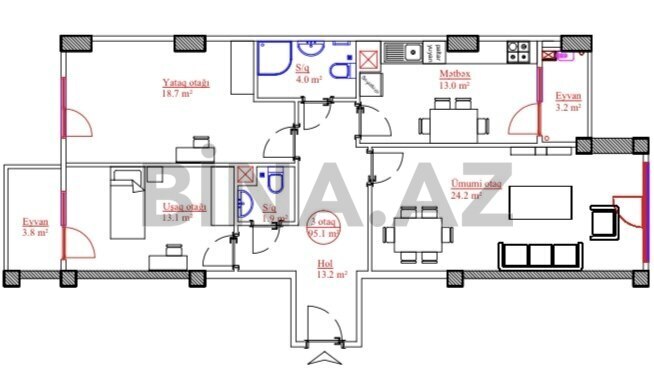 Yataq otağı
18.7 m²
S/q
4.0 m²
Mətbəx
13.0 m²
Eyvan
3.2 m²
BİNA.AZ
Uşaq otağı
13.1 m²
S/q
1.9 m²
3 otaq
95.1 m²
Ümumi otaq
24.2 m²
Eyvan
3.8 m²
Hol
13.2 m²